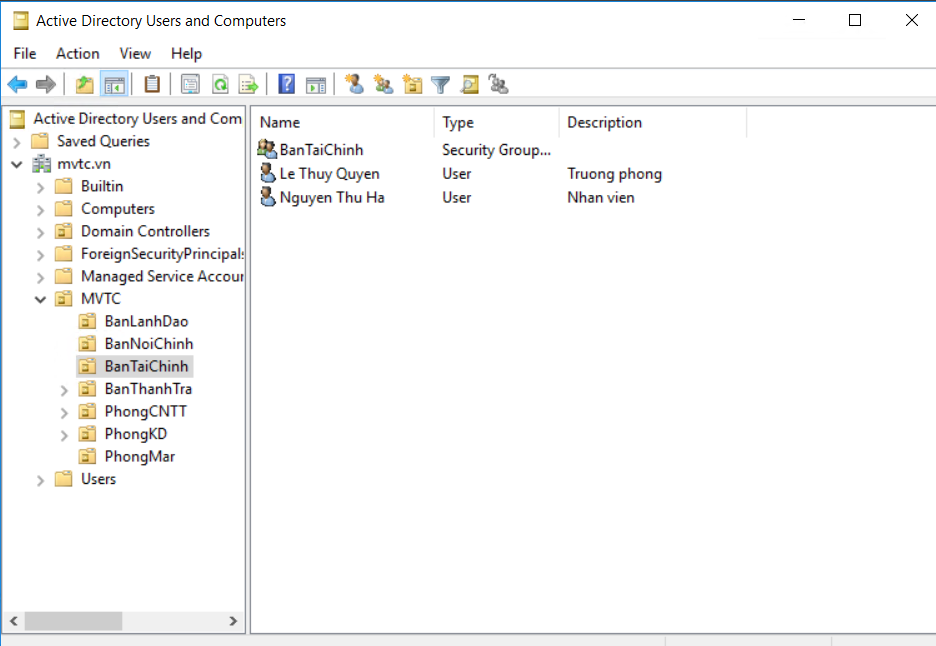 Active Directory Users and Computers
File Action View Help
Active Directory Users and Com
Saved Queries
mvtc.vn
Builtin
Computers
Domain Controllers
ForeignSecurityPrincipals
Managed Service Accour
MVTC
BanLanhDao
BanNoiChinh
BanTaiChinh
BanThanhTra
PhongCNTT
PhongKD
PhongMar
Users
Name Type Description
BanTaiChinh Security Group...
Le Thuy Quyen User Truong phong
Nguyen Thu Ha User Nhan vien